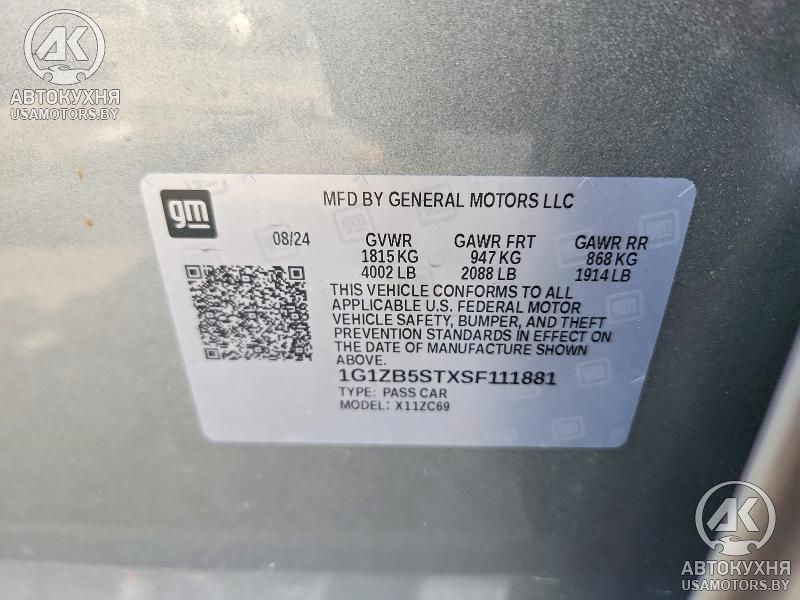 АК
АВТОКУХНЯ
USAMOTORS.BY
gm
MFD BY GENERAL MOTORS LLC
08/24 GVWR GAWR FRT GAWR RR
1815 KG 947 KG 868 KG
4002 LB 2088 LB 1914 LB
THIS VEHICLE CONFORMS TO ALL
APPLICABLE U.S. FEDERAL MOTOR
VEHICLE SAFETY, BUMPER, AND THEFT
PREVENTION STANDARDS IN EFFECT ON
THE DATE OF MANUFACTURE SHOWN
ABOVE.
1G1ZB5STXSF111881
TYPE: PASS CAR
MODEL: X11ZC69
АК
АВТОКУХНЯ
USAMOTORS.BY